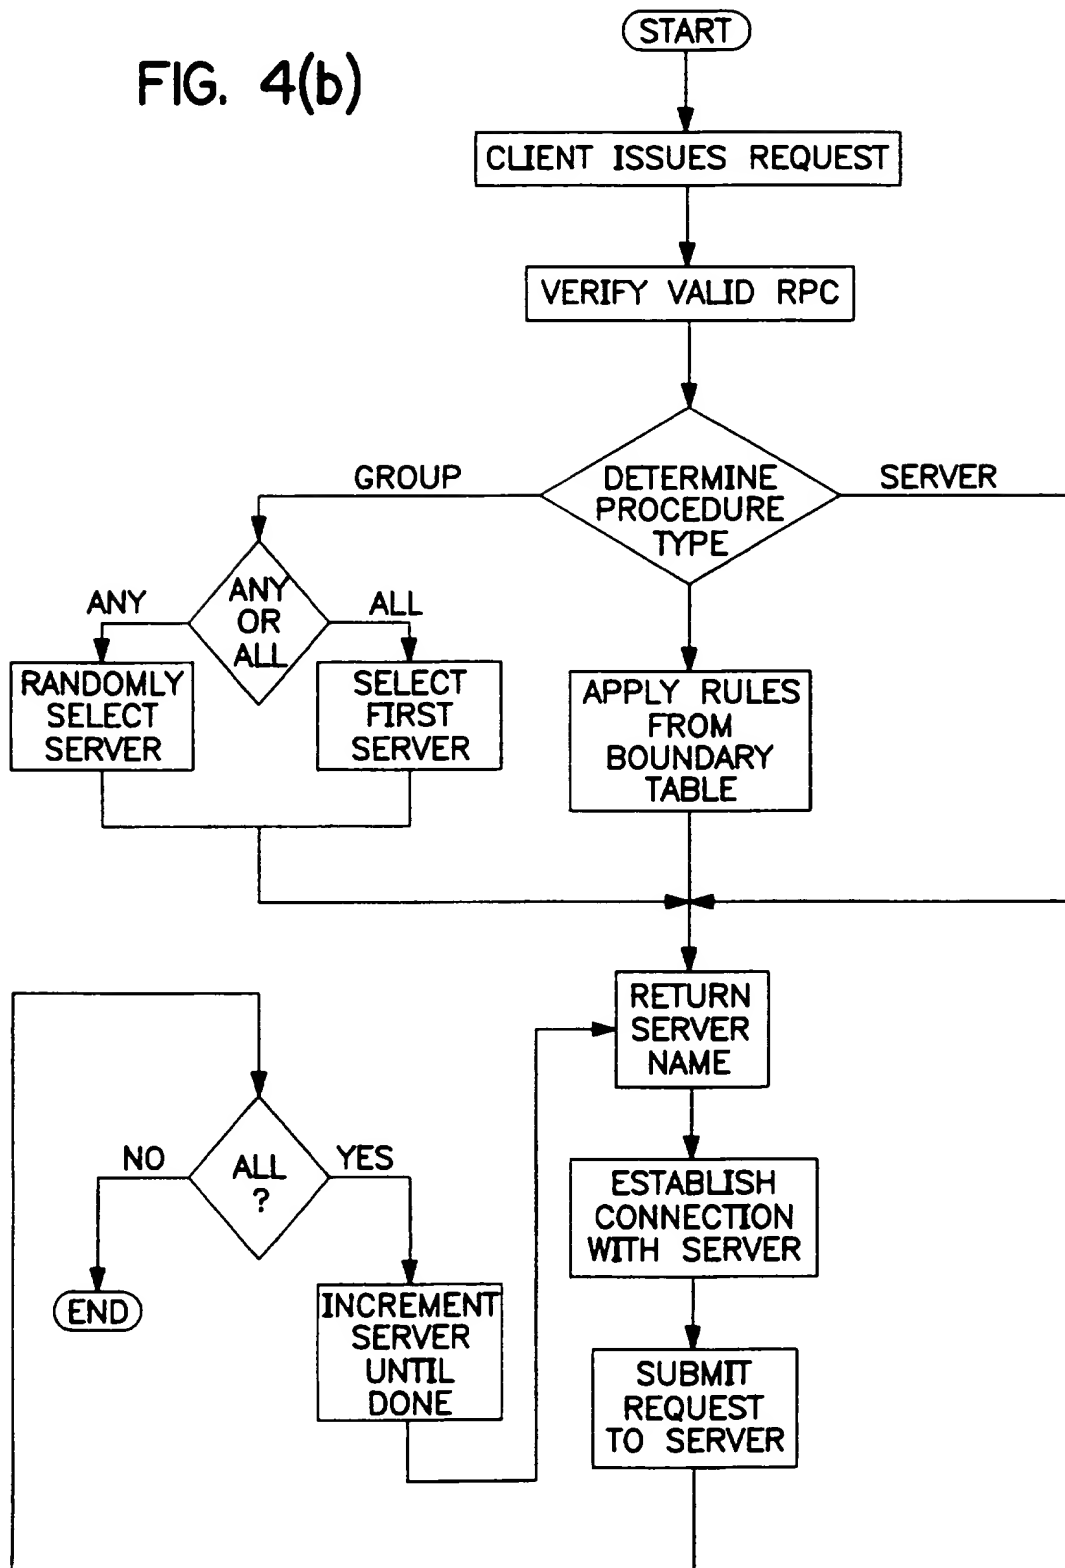 START
FIG. 4(b)
CLIENT ISSUES REQUEST
VERIFY VALID RPC
GROUP
DETERMINE
PROCEDURE
TYPE
SERVER
ANY
ANY
OR
ALL
ALL
RANDOMLY
SELECT
SERVER
SELECT
FIRST
SERVER
APPLY RULES
FROM
BOUNDARY
TABLE
RETURN
SERVER
NAME
NO
ALL
?
YES
ESTABLISH
CONNECTION
WITH SERVER
END
INCREMENT
SERVER
UNTIL
DONE
SUBMIT
REQUEST
TO SERVER